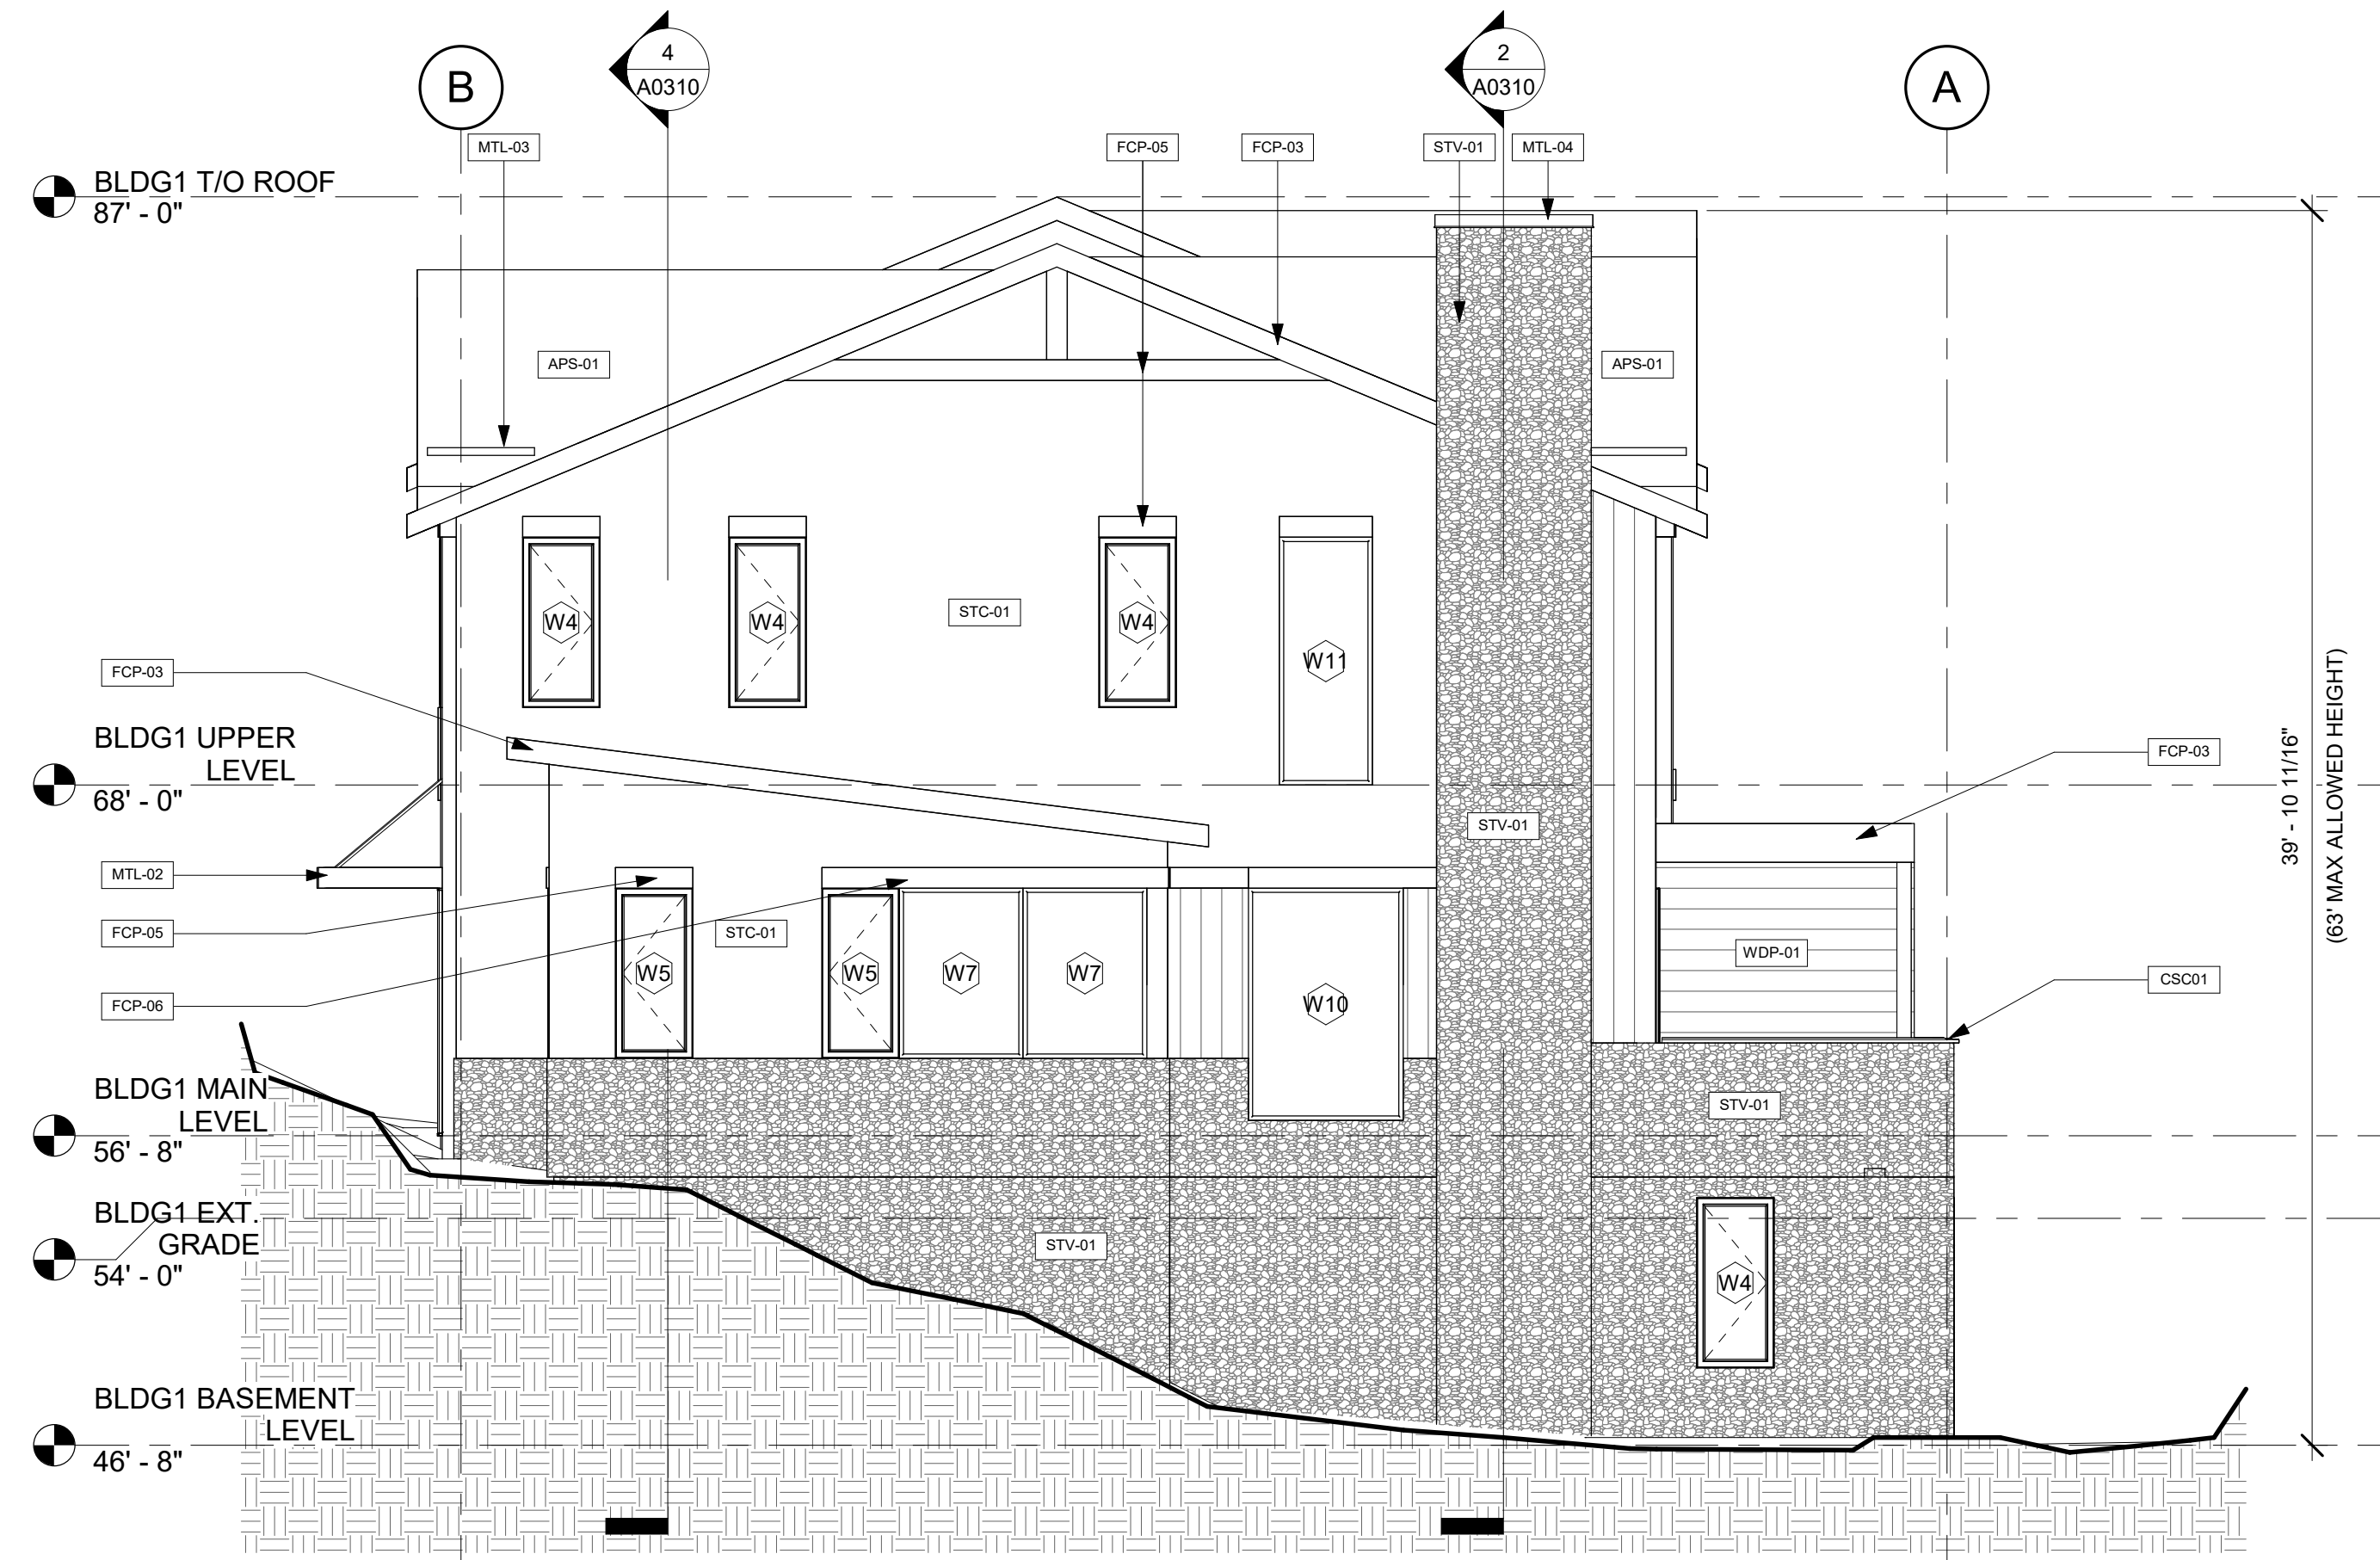 4
A0310
2
A0310
B
A
MTL-03
FCP-05
FCP-03
STV-01
MTL-04
BLDG1 T/O ROOF
87' - 0"
APS-01
APS-01
W4
W4
STC-01
W4
W11
FCP-03
BLDG1 UPPER
LEVEL
68' - 0"
FCP-03
39' - 10 11/16"
(63' MAX ALLOWED HEIGHT)
STV-01
MTL-02
FCP-05
STC-01
WDP-01
W5
W5
W7
W7
CSC01
FCP-06
W10
BLDG1 MAIN
LEVEL
56' - 8"
STV-01
BLDG1 EXT.
GRADE
54' - 0"
STV-01
W4
BLDG1 BASEMENT
LEVEL
46' - 8"